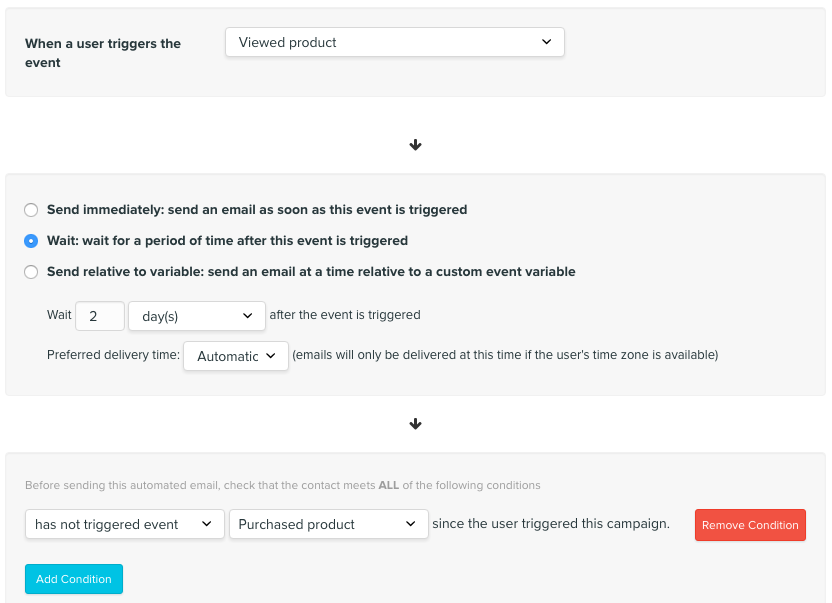 When a user triggers the
event
Viewed product
Send immediately: send an email as soon as this event is triggered
Wait: wait for a period of time after this event is triggered
Send relative to variable: send an email at a time relative to a custom event variable
Wait 2 day(s) after the event is triggered
Preferred delivery time: Automatic (emails will only be delivered at this time if the user's time zone is available)
Before sending this automated email, check that the contact meets ALL of the following conditions
has not triggered event Purchased product since the user triggered this campaign. Remove Condition
Add Condition